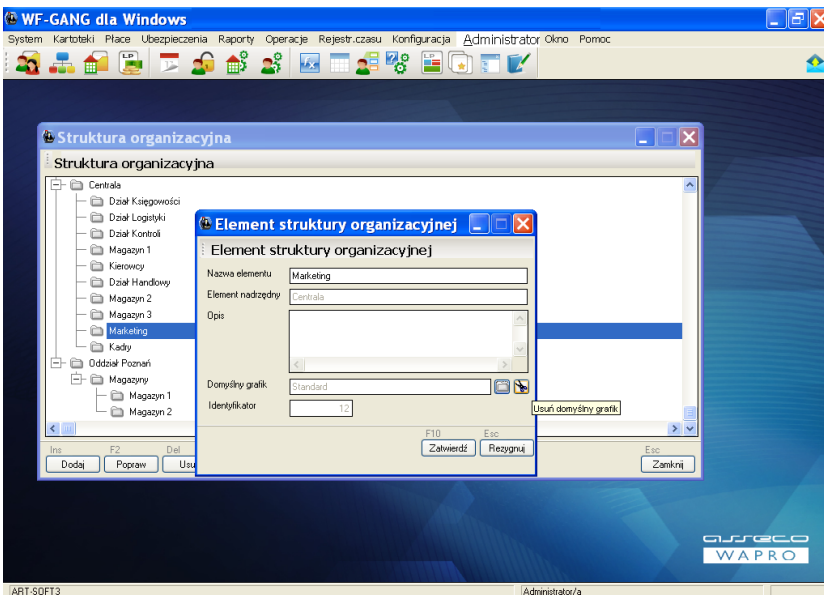 WF-GANG dla Windows
System Kartoteki Płace Ubezpieczenia Raporty Operacje Rejestr.czasu Konfiguracja Administrator Okno Pomoc
LP
LP
Struktura organizacyjna
Struktura organizacyjna
Centrala
Dział Księgowości
Dział Logistyki
Dział Kontroli
Magazyn 1
Kierowcy
Dział Handlowy
Magazyn 2
Magazyn 3
Marketing
Kadry
Oddział Poznań
Magazyny
Magazyn 1
Magazyn 2
Ins F2 Del Esc
Dodaj Popraw Usu Zamknij
Element struktury organizacyjnej
Element struktury organizacyjnej
Nazwa elementu Marketing
Element nadrzędny Centrala
Opis
Domyślny grafik Standard
Identyfikator 12
Usuń domyślny grafik
F10 Esc
Zatwierdź Rezygnuj
asseco
WAPRO
ART-SOFT3 Administrator/a